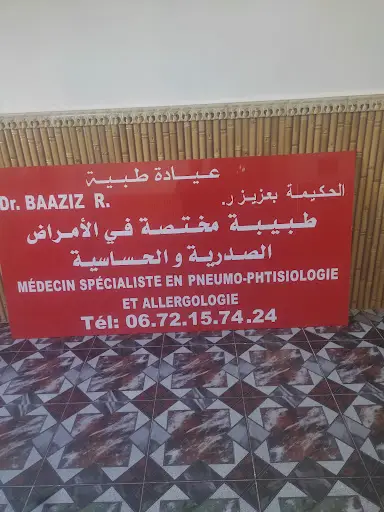 عيادة طبية
Dr. BAAZIZ R. الحكيمة بعزيز ر.
طبيبة مختصة في الأمراض
الصدرية و الحساسية
MÉDECIN SPÉCIALISTE EN PNEUMO-PHTISIOLOGIE
ET ALLERGOLOGIE
Tél: 06.72.15.74.24